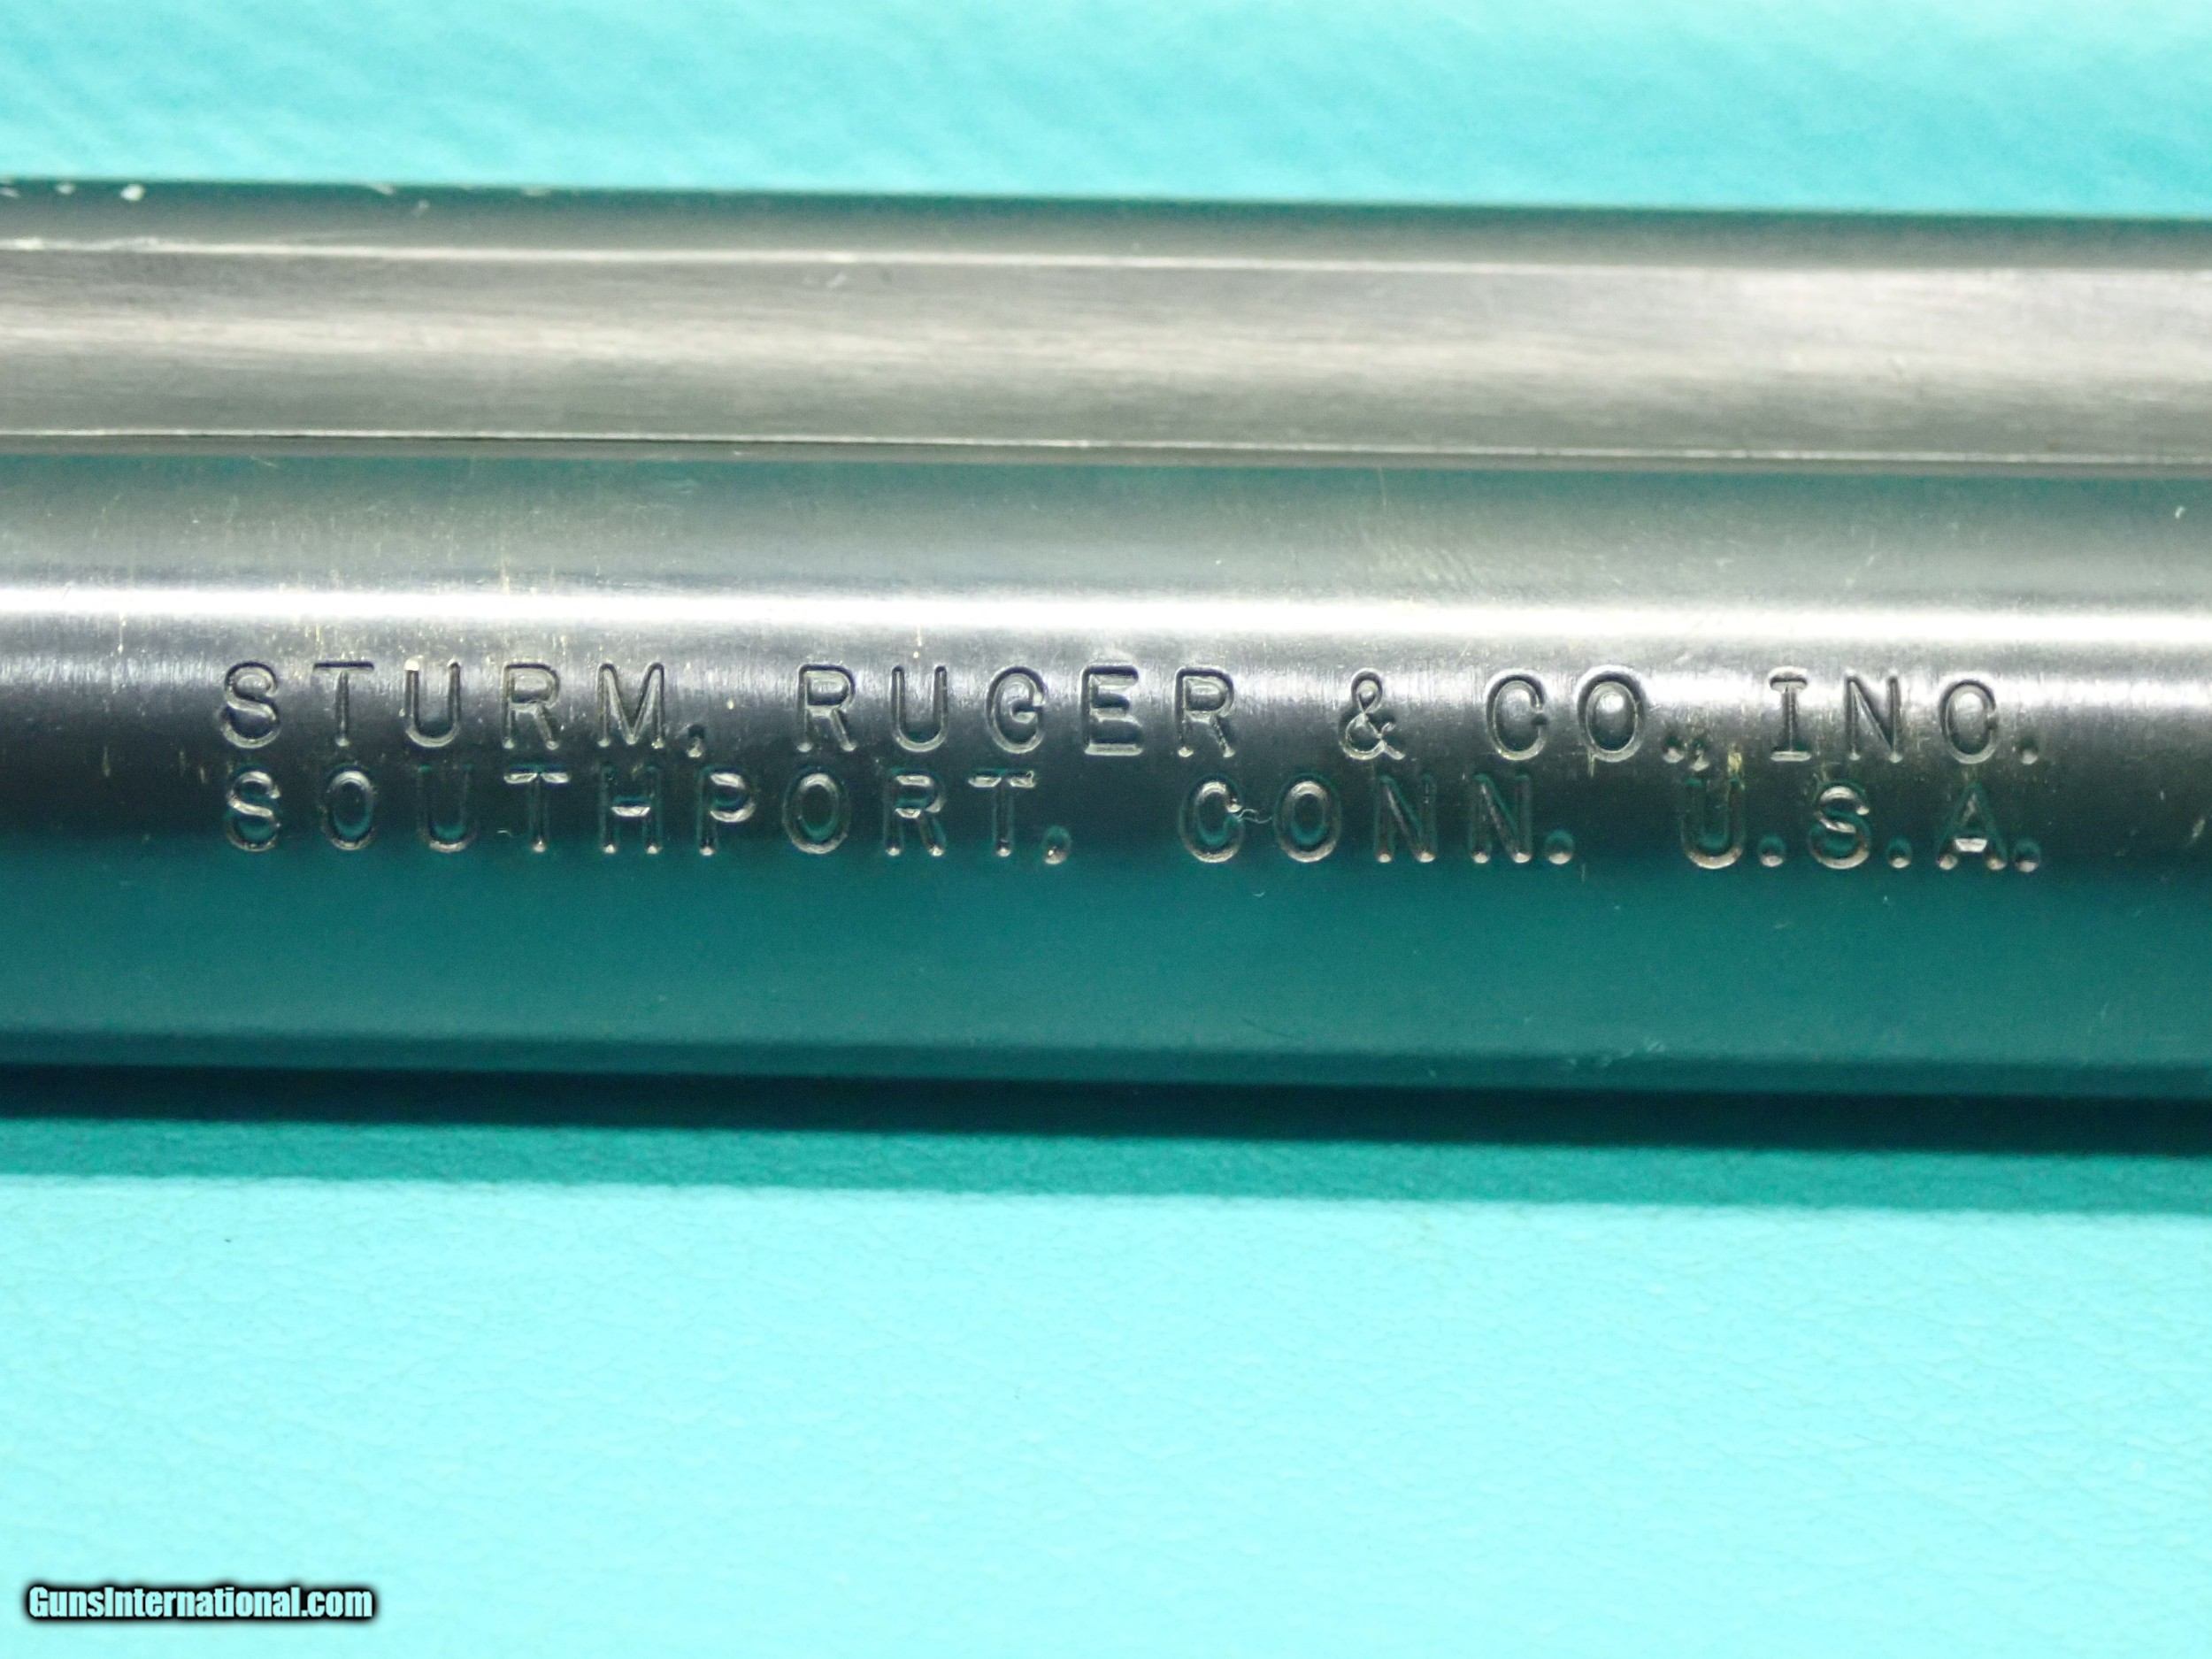 STURM, RUGER & CO., INC.
SOUTHPORT, CONN. U.S.A.
GunsInternational.com